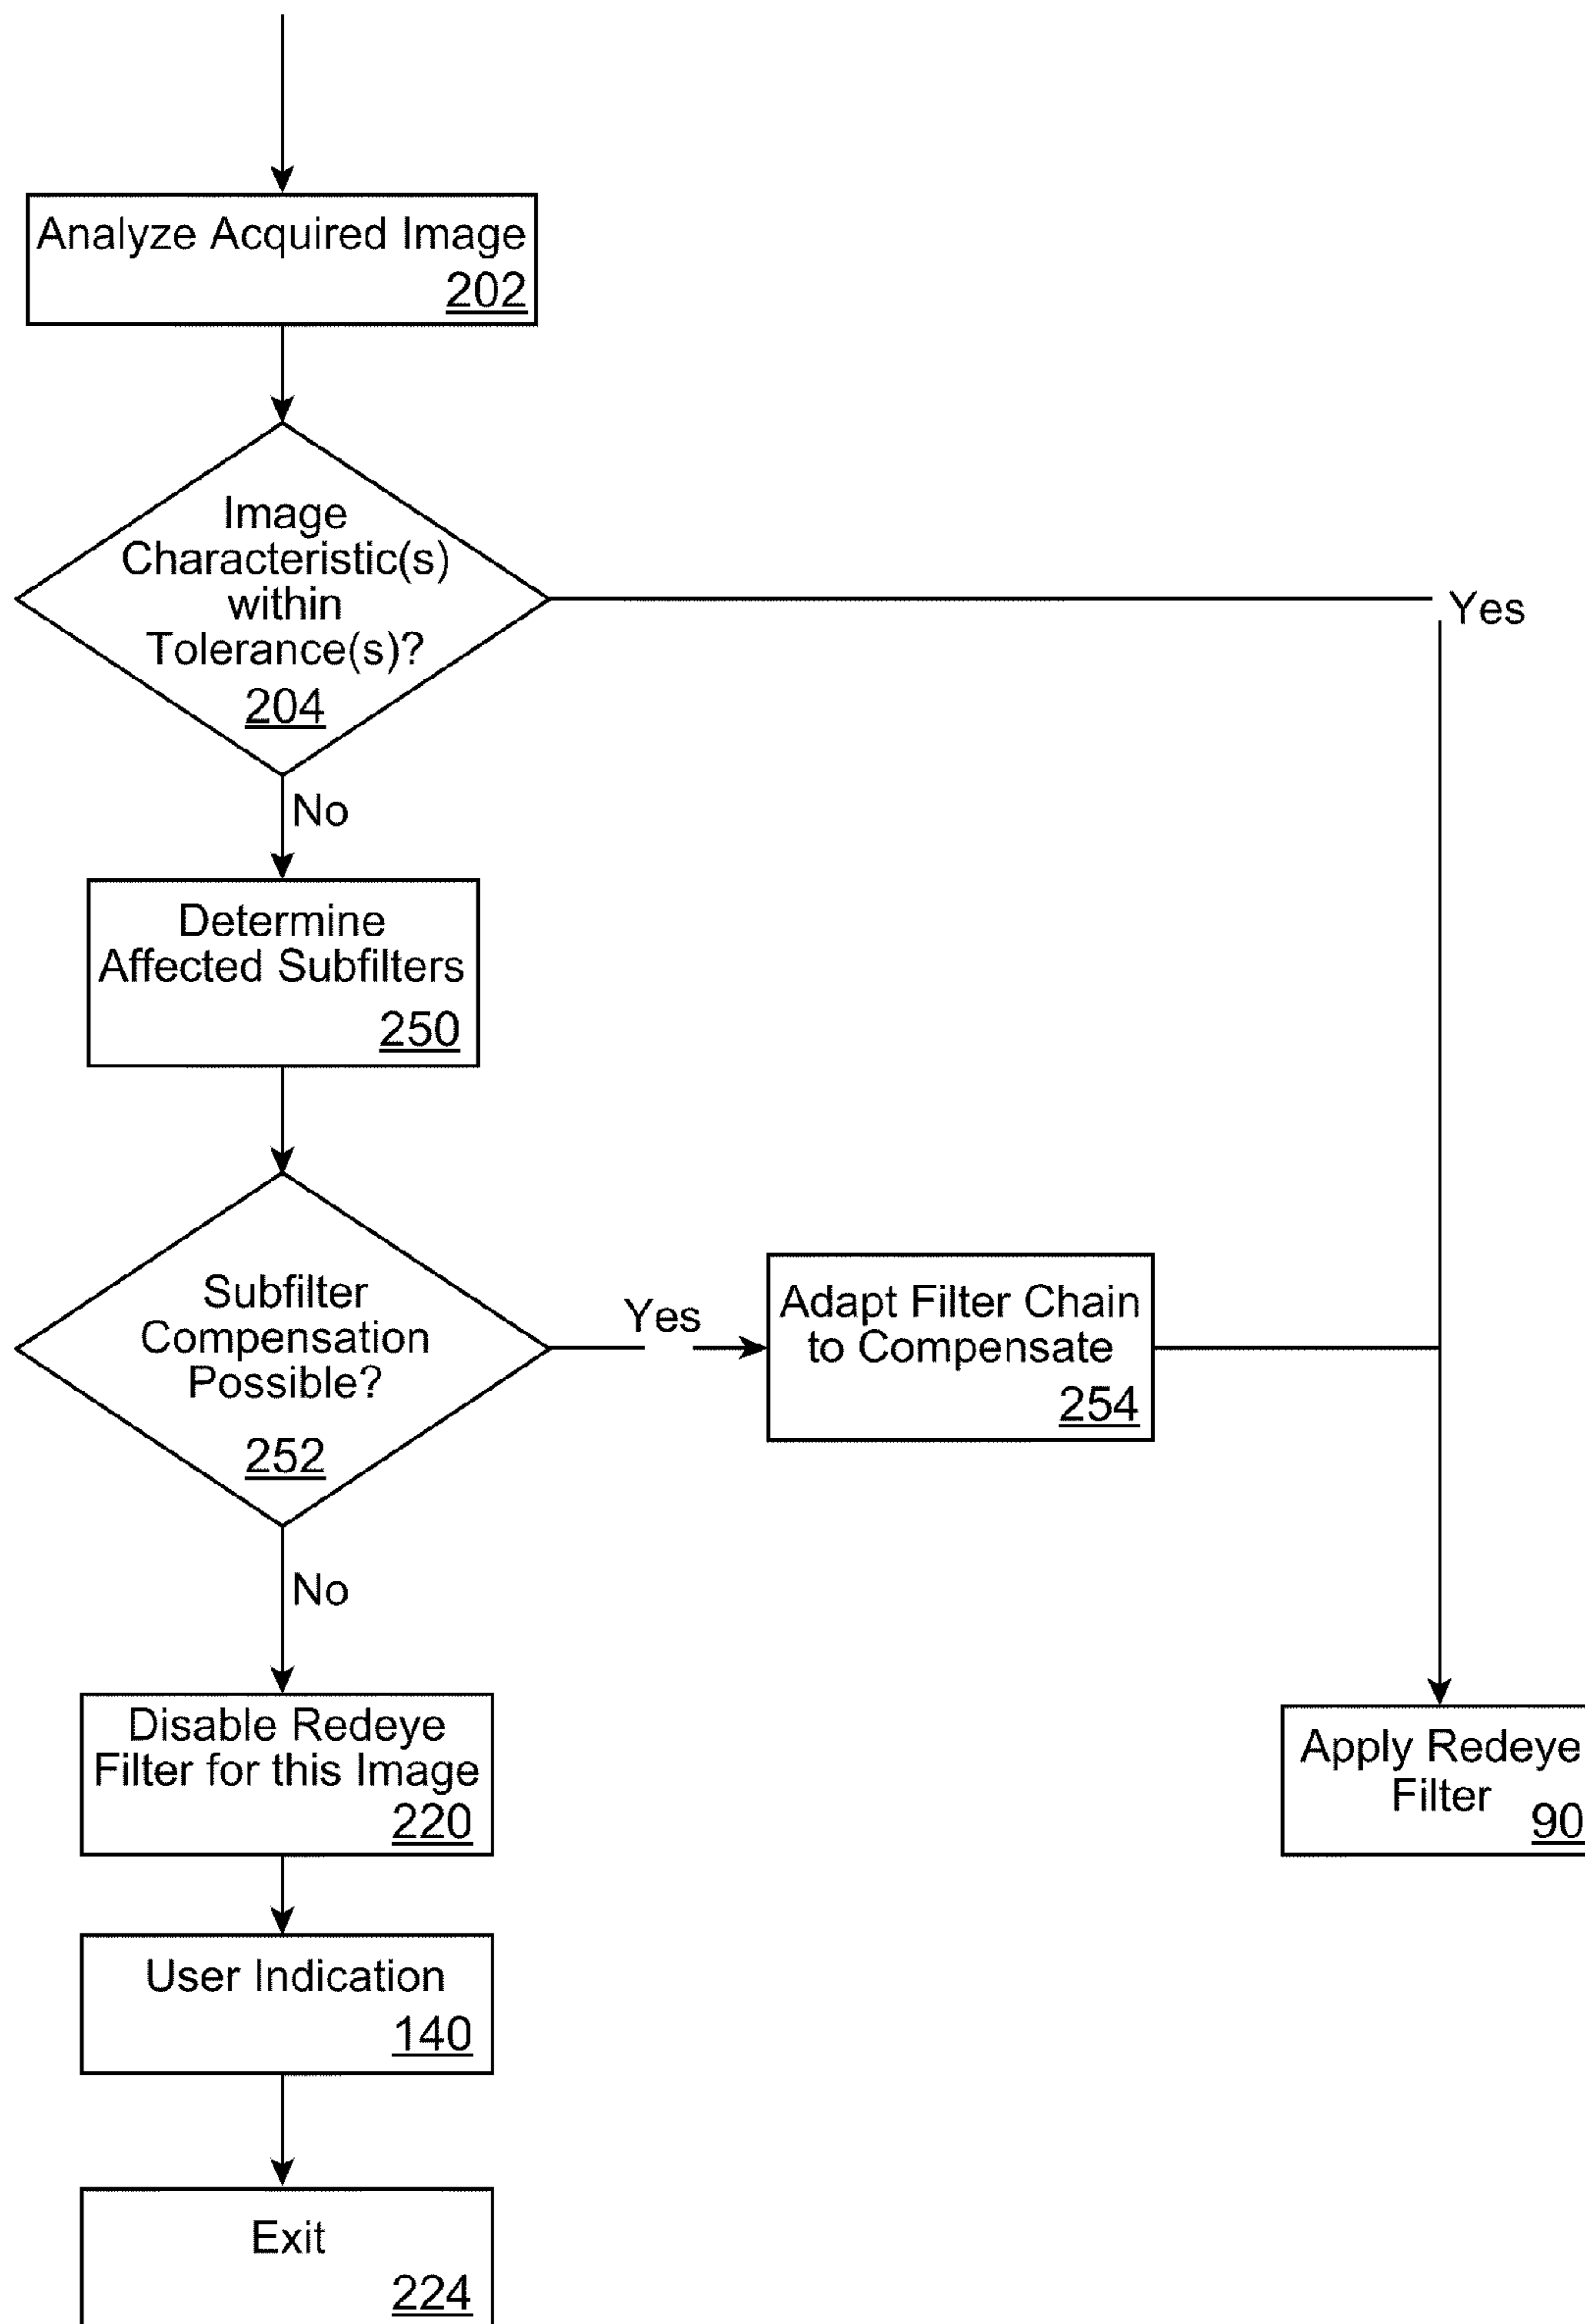 Analyze Acquired Image
202
Image
Characteristic(s)
within
Tolerance(s)?
204
Yes
No
Determine
Affected Subfilters
250
Subfilter
Compensation
Possible?
252
Yes
Adapt Filter Chain
to Compensate
254
No
Disable Redeye
Filter for this Image
220
Apply Redeye
Filter
90
User Indication
140
Exit
224